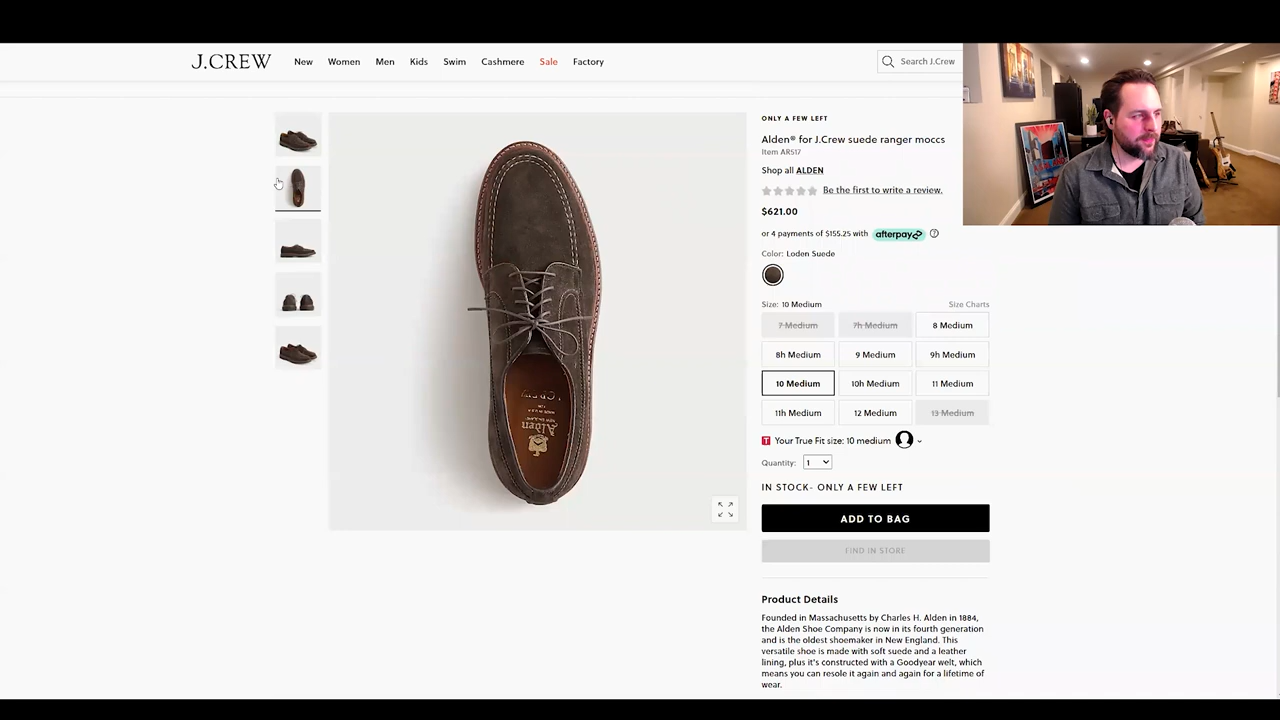 J.CREW
New Women Men Kids Swim Cashmere Sale Factory
Search J.Crew
ONLY A FEW LEFT
Alden® for J.Crew suede ranger moccs
Item AR517
Shop all ALDEN
Be the first to write a review.
$621.00
or 4 payments of $155.25 with afterpay ?
Color: Loden Suede
Size: 10 Medium Size Charts
7 Medium 7h Medium 8 Medium
8h Medium 9 Medium 9h Medium
10 Medium 10h Medium 11 Medium
11h Medium 12 Medium 13 Medium
T Your True Fit size: 10 medium
Quantity: 1
IN STOCK- ONLY A FEW LEFT
ADD TO BAG
FIND IN STORE
Product Details
Founded in Massachusetts by Charles H. Alden in 1884,
the Alden Shoe Company is now in its fourth generation
and is the oldest shoemaker in New England. This
versatile shoe is made with soft suede and a leather
lining, plus it's constructed with a Goodyear welt, which
means you can resole it again and again for a lifetime of
wear.
J.CREW
Alden